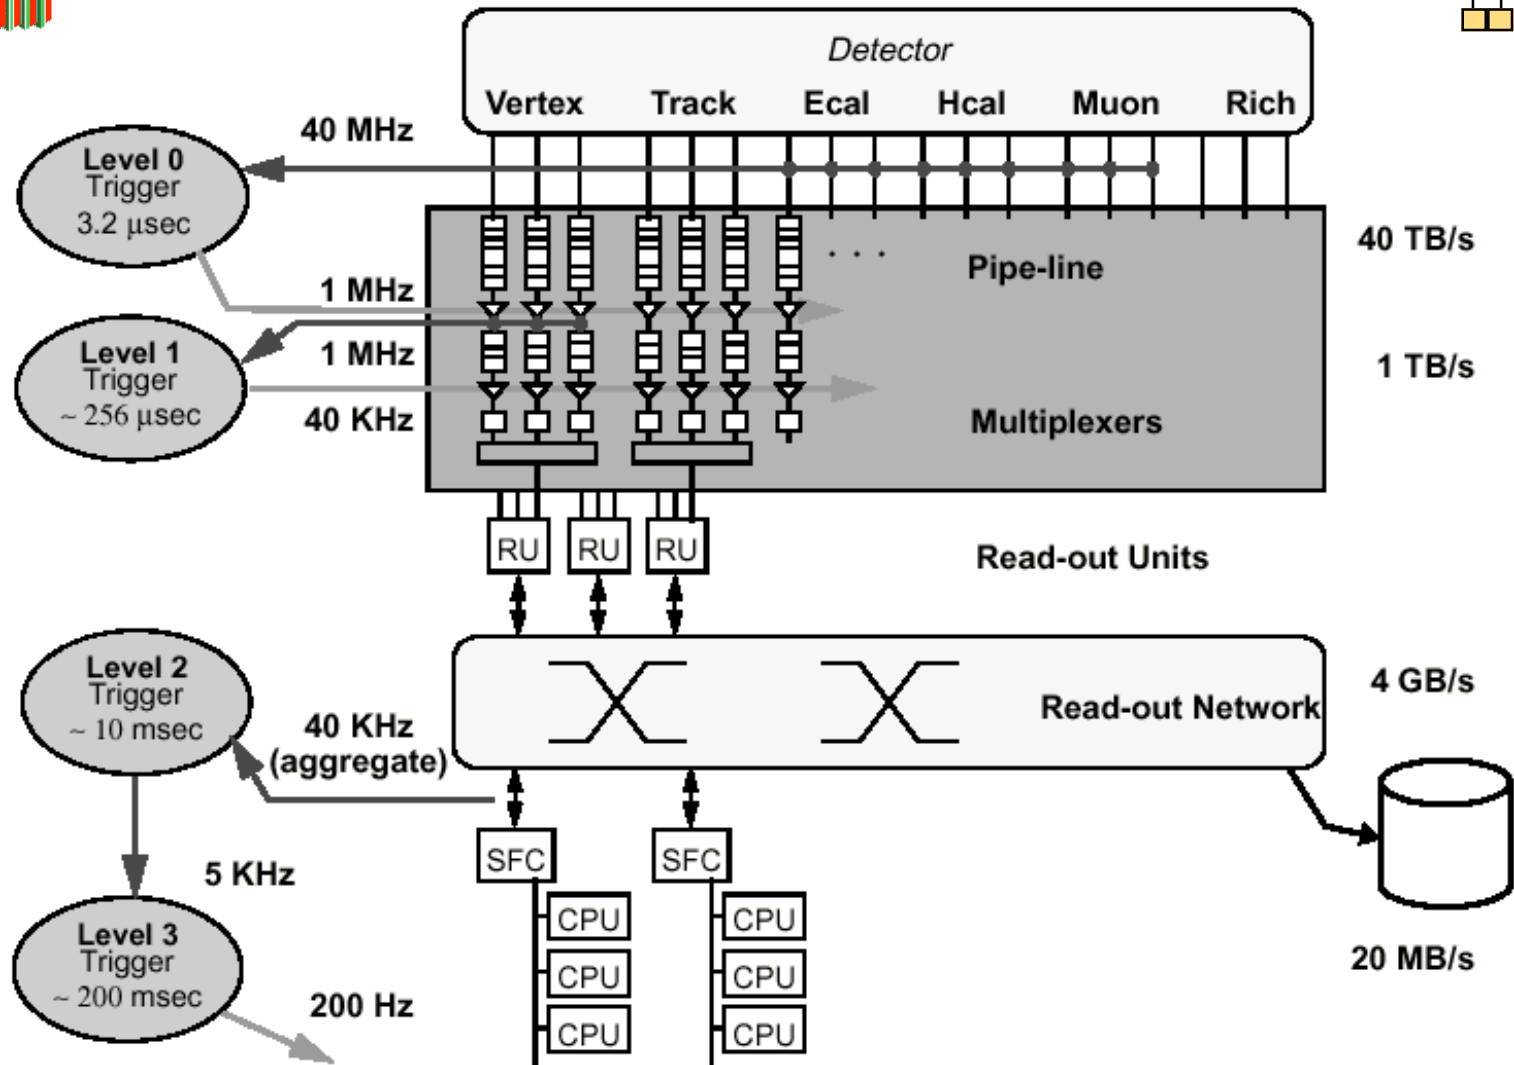 Detector
Vertex Track Ecal Hcal Muon Rich
40 MHz
Level 0
Trigger
3.2 μsec
40 TB/s
. . .
Pipe-line
1 MHz
Level 1
Trigger
~ 256 μsec
1 MHz
1 TB/s
40 KHz
Multiplexers
RU RU RU
Read-out Units
Level 2
Trigger
~ 10 msec
40 KHz
(aggregate)
Read-out Network
4 GB/s
SFC SFC
5 KHz
CPU CPU
CPU CPU
CPU CPU
Level 3
Trigger
~ 200 msec
200 Hz
20 MB/s